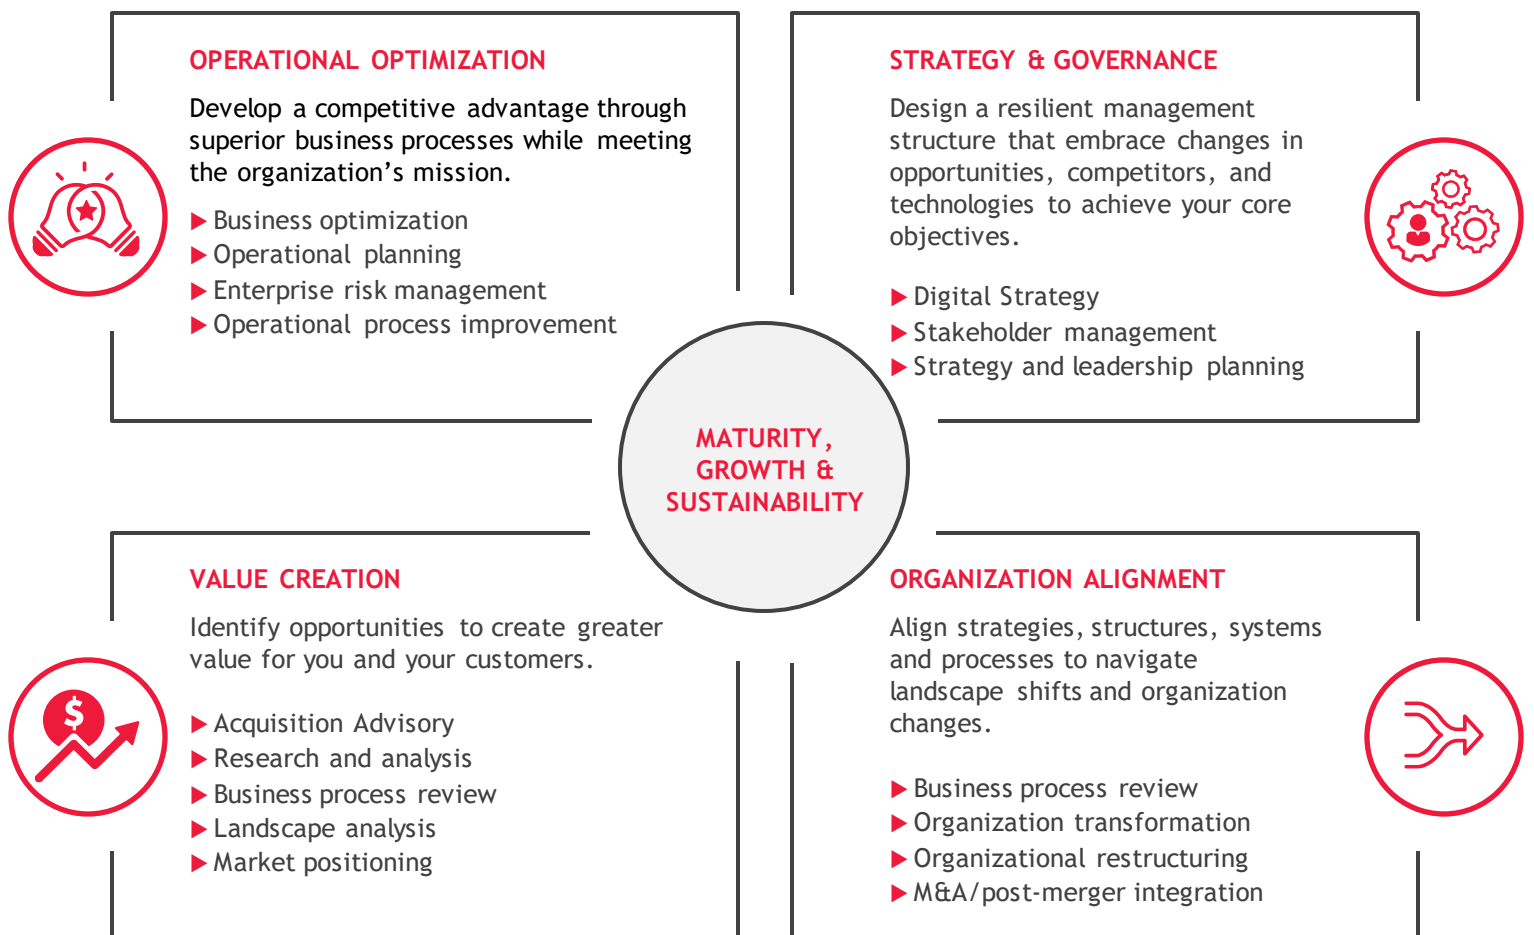 OPERATIONAL OPTIMIZATION
Develop a competitive advantage through
superior business processes while meeting
the organization’s mission.
▶ Business optimization
▶ Operational planning
▶ Enterprise risk management
▶ Operational process improvement
STRATEGY & GOVERNANCE
Design a resilient management
structure that embrace changes in
opportunities, competitors, and
technologies to achieve your core
objectives.
▶ Digital Strategy
▶ Stakeholder management
▶ Strategy and leadership planning
MATURITY,
GROWTH &
SUSTAINABILITY
VALUE CREATION
Identify opportunities to create greater
value for you and your customers.
$
▶ Acquisition Advisory
▶ Research and analysis
▶ Business process review
▶ Landscape analysis
▶ Market positioning
ORGANIZATION ALIGNMENT
Align strategies, structures, systems
and processes to navigate
landscape shifts and organization
changes.
▶ Business process review
▶ Organization transformation
▶ Organizational restructuring
▶ M&A/post-merger integration